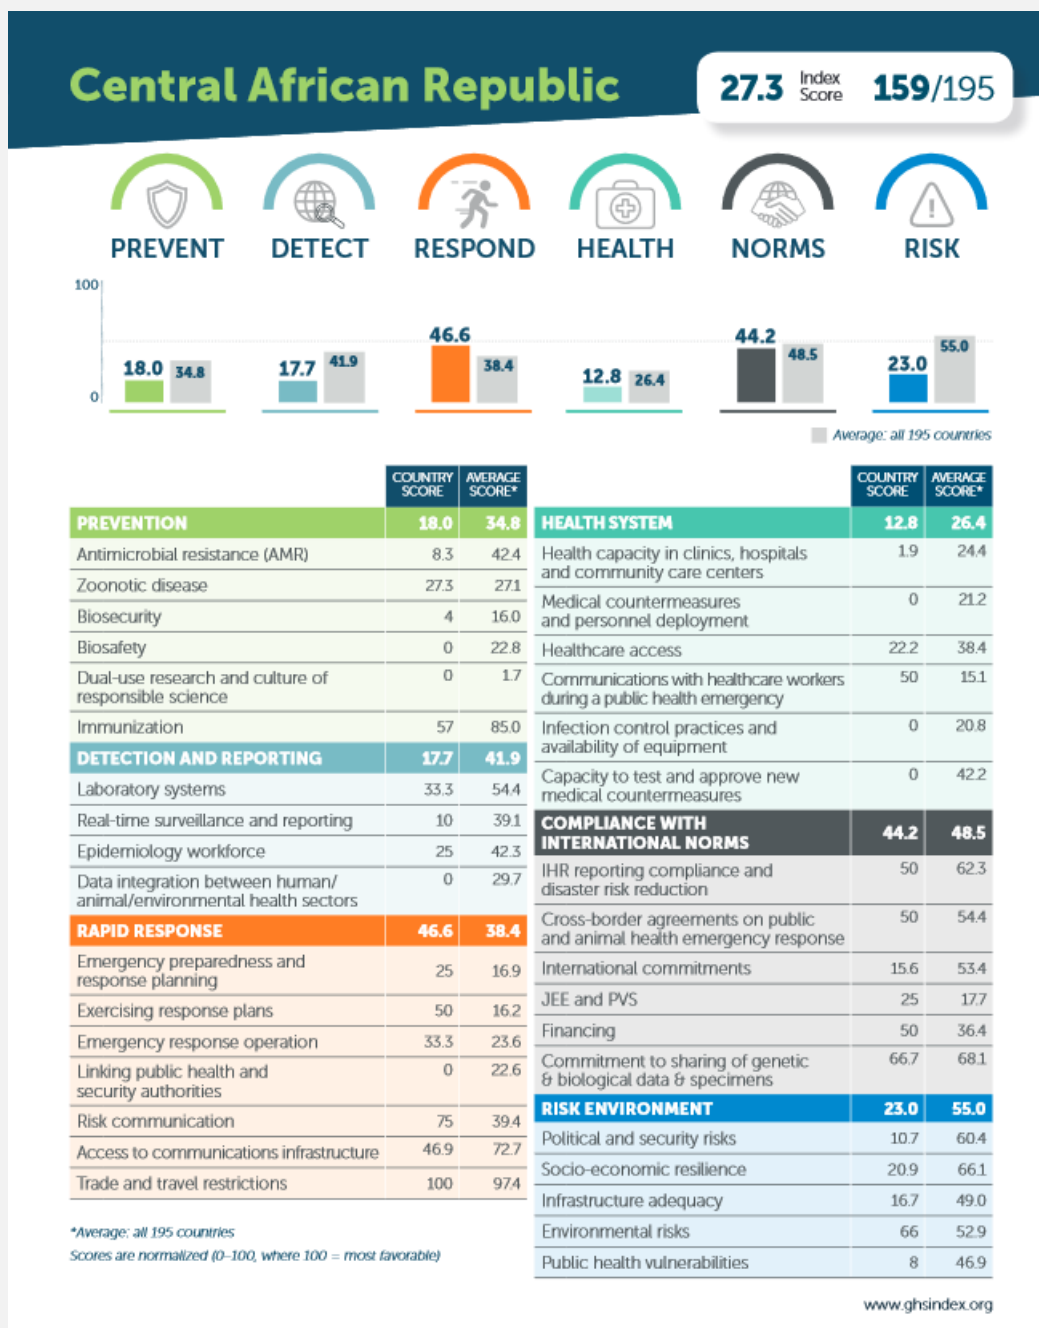 Central African Republic
27.3 Index Score 159/195
PREVENT DETECT RESPOND HEALTH NORMS RISK
100
0
18.0 34.8
17.7 41.9
46.6 38.4
12.8 26.4
44.2 48.5
23.0 55.0
Average: all 195 countries
COUNTRY SCORE AVERAGE SCORE*
PREVENTION 18.0 34.8
Antimicrobial resistance (AMR) 8.3 42.4
Zoonotic disease 27.3 27.1
Biosecurity 4 16.0
Biosafety 0 22.8
Dual-use research and culture of
responsible science 0 1.7
Immunization 57 85.0
DETECTION AND REPORTING 17.7 41.9
Laboratory systems 33.3 54.4
Real-time surveillance and reporting 10 39.1
Epidemiology workforce 25 42.3
Data integration between human/
animal/environmental health sectors 0 29.7
RAPID RESPONSE 46.6 38.4
Emergency preparedness and
response planning 25 16.9
Exercising response plans 50 16.2
Emergency response operation 33.3 23.6
Linking public health and
security authorities 0 22.6
Risk communication 75 39.4
Access to communications infrastructure 46.9 72.7
Trade and travel restrictions 100 97.4
*Average: all 195 countries
Scores are normalized (0–100, where 100 = most favorable)
COUNTRY SCORE AVERAGE SCORE*
HEALTH SYSTEM 12.8 26.4
Health capacity in clinics, hospitals
and community care centers 1.9 24.4
Medical countermeasures
and personnel deployment 0 21.2
Healthcare access 22.2 38.4
Communications with healthcare workers
during a public health emergency 50 15.1
Infection control practices and
availability of equipment 0 20.8
Capacity to test and approve new
medical countermeasures 0 42.2
COMPLIANCE WITH
INTERNATIONAL NORMS 44.2 48.5
IHR reporting compliance and
disaster risk reduction 50 62.3
Cross-border agreements on public
and animal health emergency response 50 54.4
International commitments 15.6 53.4
JEE and PVS 25 17.7
Financing 50 36.4
Commitment to sharing of genetic
& biological data & specimens 66.7 68.1
RISK ENVIRONMENT 23.0 55.0
Political and security risks 10.7 60.4
Socio-economic resilience 20.9 66.1
Infrastructure adequacy 16.7 49.0
Environmental risks 66 52.9
Public health vulnerabilities 8 46.9
www.ghsindex.org